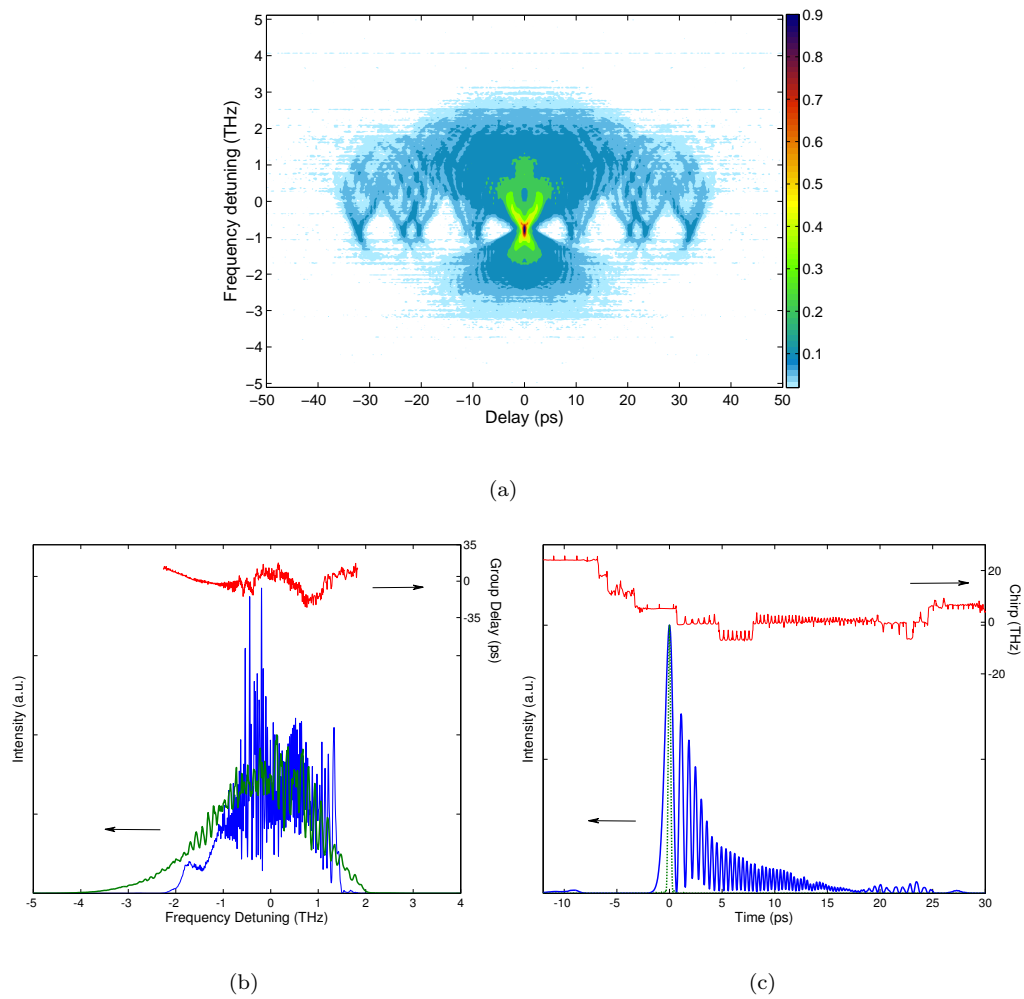 5
4
3
2
1
0
−1
−2
−3
−4
−5
Frequency detuning (THz)
−50 −40 −30 −20 −10 0 10 20 30 40 50
Delay (ps)
0.9
0.8
0.7
0.6
0.5
0.4
0.3
0.2
0.1
(a)
Intensity (a.u.)
35
0
-35
Group Delay (ps)
-5 -4 -3 -2 -1 0 1 2 3 4
Frequency Detuning (THz)
(b)
Intensity (a.u.)
20
0
-20
Chirp (THz)
-10 -5 0 5 10 15 20 25 30
Time (ps)
(c)